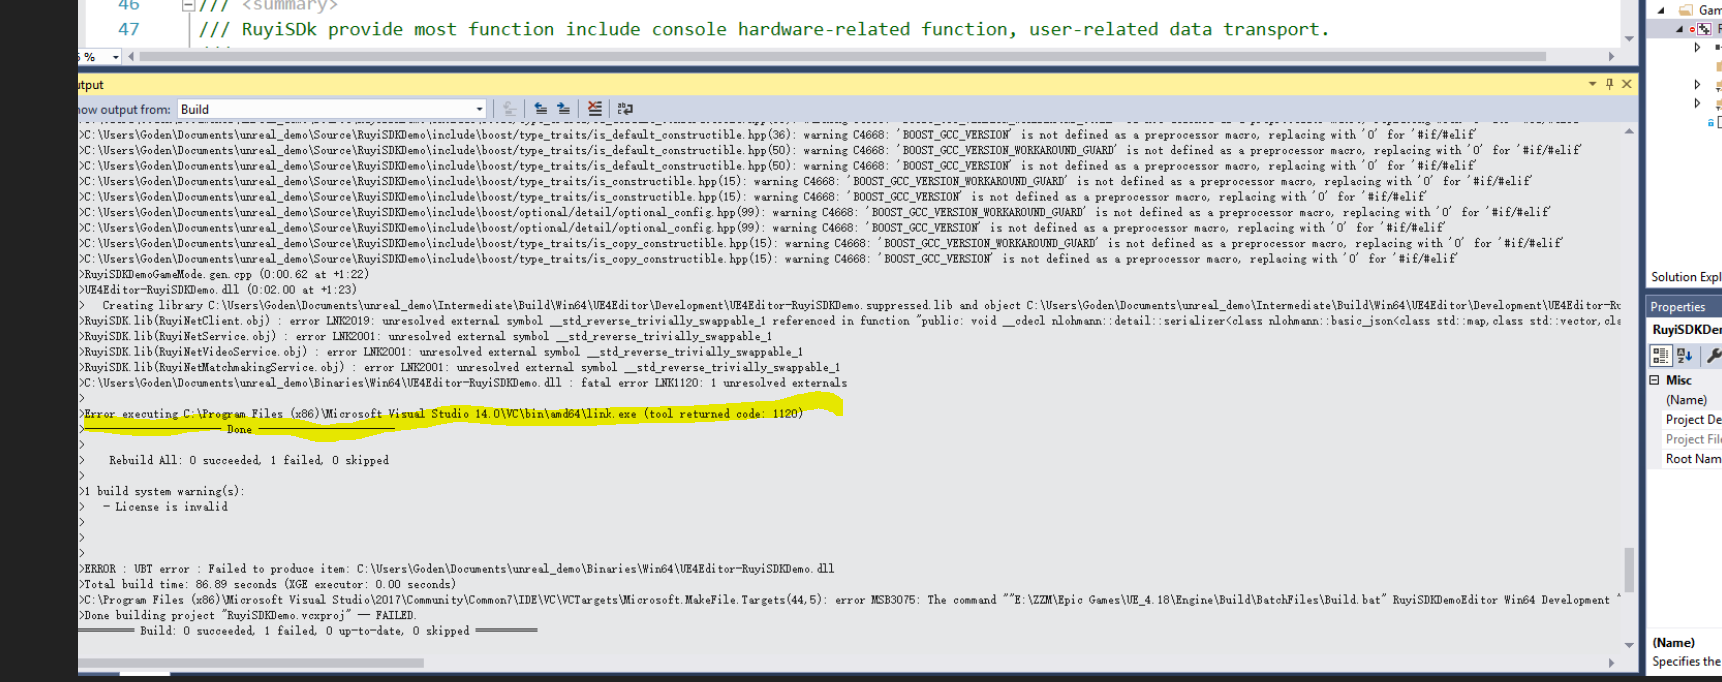 46 /// <summary>
47 /// RuyiSDk provide most function include console hardware-related function, user-related data transport.
%
Gam
utput
now output from: Build
>C:\Users\Goden\Documents\unreal_demo\Source\RuyiSDKDemo\include\boost/type_traits/is_default_constructible.hpp(36): warning C4668: 'BOOST_GCC_VERSION' is not defined as a preprocessor macro, replacing with '0' for '#if/#elif'
>C:\Users\Goden\Documents\unreal_demo\Source\RuyiSDKDemo\include\boost/type_traits/is_default_constructible.hpp(50): warning C4668: 'BOOST_GCC_VERSION_WORKAROUND_GUARD' is not defined as a preprocessor macro, replacing with '0' for '#if/#elif'
>C:\Users\Goden\Documents\unreal_demo\Source\RuyiSDKDemo\include\boost/type_traits/is_default_constructible.hpp(50): warning C4668: 'BOOST_GCC_VERSION' is not defined as a preprocessor macro, replacing with '0' for '#if/#elif'
>C:\Users\Goden\Documents\unreal_demo\Source\RuyiSDKDemo\include\boost/type_traits/is_constructible.hpp(15): warning C4668: 'BOOST_GCC_VERSION_WORKAROUND_GUARD' is not defined as a preprocessor macro, replacing with '0' for '#if/#elif'
>C:\Users\Goden\Documents\unreal_demo\Source\RuyiSDKDemo\include\boost/type_traits/is_constructible.hpp(15): warning C4668: 'BOOST_GCC_VERSION' is not defined as a preprocessor macro, replacing with '0' for '#if/#elif'
>C:\Users\Goden\Documents\unreal_demo\Source\RuyiSDKDemo\include\boost/optional/detail/optional_config.hpp(99): warning C4668: 'BOOST_GCC_VERSION_WORKAROUND_GUARD' is not defined as a preprocessor macro, replacing with '0' for '#if/#elif'
>C:\Users\Goden\Documents\unreal_demo\Source\RuyiSDKDemo\include\boost/optional/detail/optional_config.hpp(99): warning C4668: 'BOOST_GCC_VERSION' is not defined as a preprocessor macro, replacing with '0' for '#if/#elif'
>C:\Users\Goden\Documents\unreal_demo\Source\RuyiSDKDemo\include\boost/type_traits/is_copy_constructible.hpp(15): warning C4668: 'BOOST_GCC_VERSION_WORKAROUND_GUARD' is not defined as a preprocessor macro, replacing with '0' for '#if/#elif'
>C:\Users\Goden\Documents\unreal_demo\Source\RuyiSDKDemo\include\boost/type_traits/is_copy_constructible.hpp(15): warning C4668: 'BOOST_GCC_VERSION' is not defined as a preprocessor macro, replacing with '0' for '#if/#elif'
>RuyiSDKDemoGameMode.gen.cpp (0:00.62 at +1:22)
>UE4Editor-RuyiSDKDemo.dll (0:02.00 at +1:23)
> Creating library C:\Users\Goden\Documents\unreal_demo\Intermediate\Build\Win64\UE4Editor\Development\UE4Editor-RuyiSDKDemo.suppressed.lib and object C:\Users\Goden\Documents\unreal_demo\Intermediate\Build\Win64\UE4Editor\Development\UE4Editor-Ru
>RuyiSDK.lib(RuyiNetClient.obj) : error LNK2019: unresolved external symbol __std_reverse_trivially_swappable_1 referenced in function "public: void __cdecl nlohmann::detail::serializer<class nlohmann::basic_json<class std::map,class std::vector,cla
>RuyiSDK.lib(RuyiNetService.obj) : error LNK2001: unresolved external symbol __std_reverse_trivially_swappable_1
>RuyiSDK.lib(RuyiNetVideoService.obj) : error LNK2001: unresolved external symbol __std_reverse_trivially_swappable_1
>RuyiSDK.lib(RuyiNetMatchmakingService.obj) : error LNK2001: unresolved external symbol __std_reverse_trivially_swappable_1
>C:\Users\Goden\Documents\unreal_demo\Binaries\Win64\UE4Editor-RuyiSDKDemo.dll : fatal error LNK1120: 1 unresolved externals
>
>Error executing C:\Program Files (x86)\Microsoft Visual Studio 14.0\VC\bin\amd64\link.exe (tool returned code: 1120)
> Done
>
> Rebuild All: 0 succeeded, 1 failed, 0 skipped
>
>1 build system warning(s):
> - License is invalid
>
>
>
>ERROR : UBT error : Failed to produce item: C:\Users\Goden\Documents\unreal_demo\Binaries\Win64\UE4Editor-RuyiSDKDemo.dll
>Total build time: 86.89 seconds (XGE executor: 0.00 seconds)
>C:\Program Files (x86)\Microsoft Visual Studio\2017\Community\Common7\IDE\VC\VCTargets\Microsoft.MakeFile.Targets(44,5): error MSB3075: The command ""E:\ZZM\Epic Games\UE_4.18\Engine\Build\BatchFiles\Build.bat" RuyiSDKDemoEditor Win64 Development "
>Done building project "RuyiSDKDemo.vcxproj" -- FAILED.
Build: 0 succeeded, 1 failed, 0 up-to-date, 0 skipped
Solution Expl
Properties
RuyiSDKDer
Misc
(Name)
Project De
Project File
Root Nam
(Name)
Specifies the